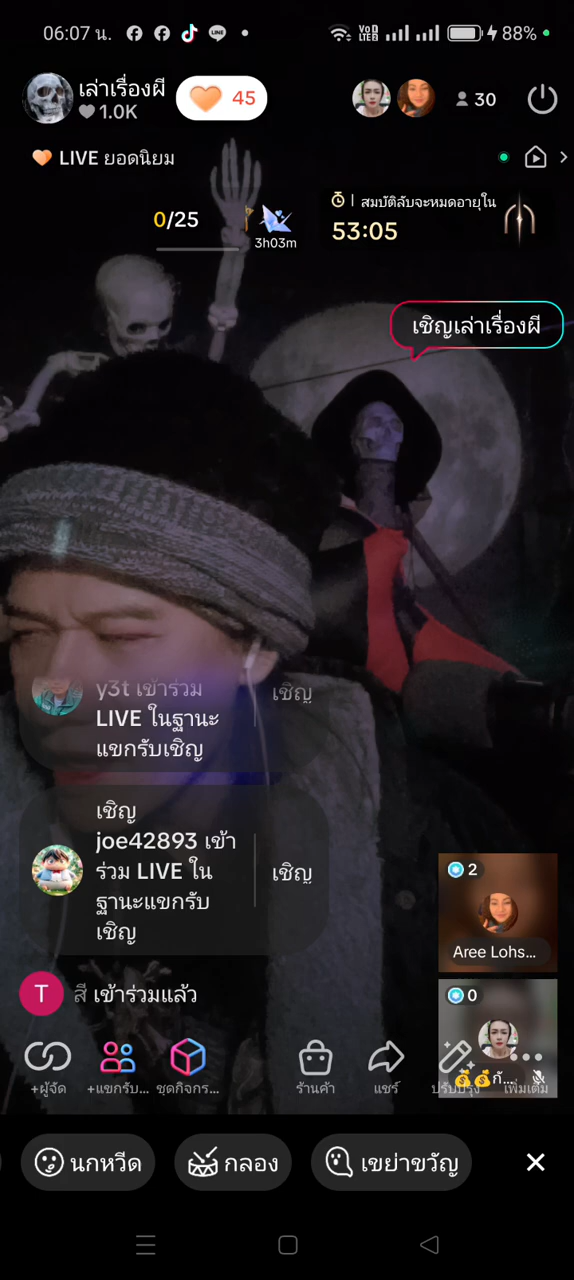 06:07 น.
VoD LTE2
88%
เล่าเรื่องผี
1.0K
45
30
LIVE ยอดนิยม
0/25
3h03m
สมบัติลับจะหมดอายุใน
53:05
เชิญเล่าเรื่องผี
y3t เข้าร่วม
LIVE ในฐานะ
แขกรับเชิญ
เชิญ
เชิญ
joe42893 เข้า
ร่วม LIVE ใน
ฐานะแขกรับ
เชิญ
เชิญ
2
Aree Lohs...
0
T
สี เข้าร่วมแล้ว
💰💰กั...
+ผู้จัด
+แขกรับ...
ชุดกิจกร...
ร้านค้า
แชร์
ปรับปรุง
เพิ่มเติม
นกหวีด
กลอง
เขย่าขวัญ